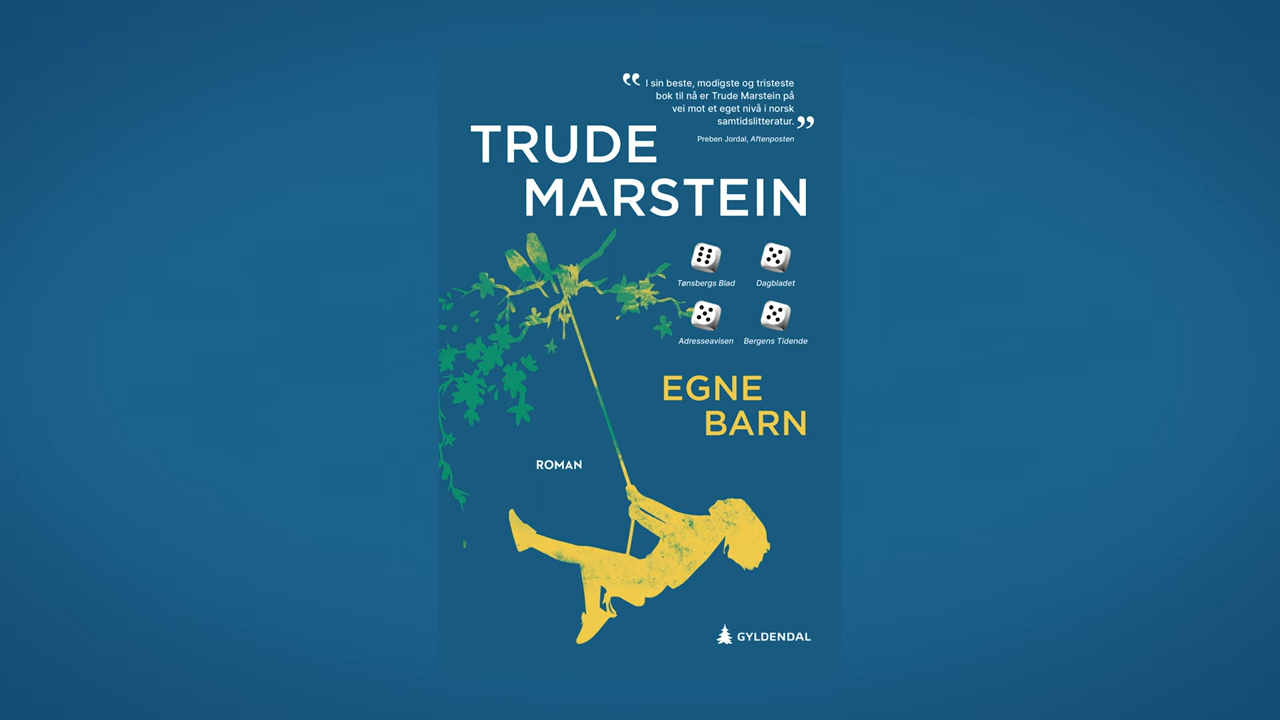 “ I sin beste, modigste og tristeste
bok til nå er Trude Marstein på
vei mot et eget nivå i norsk
samtidslitteratur. ”
Preben Jordal, Aftenposten
TRUDE
MARSTEIN
Tønsbergs Blad
Dagbladet
Adresseavisen
Bergens Tidende
EGNE
BARN
ROMAN
GYLDENDAL